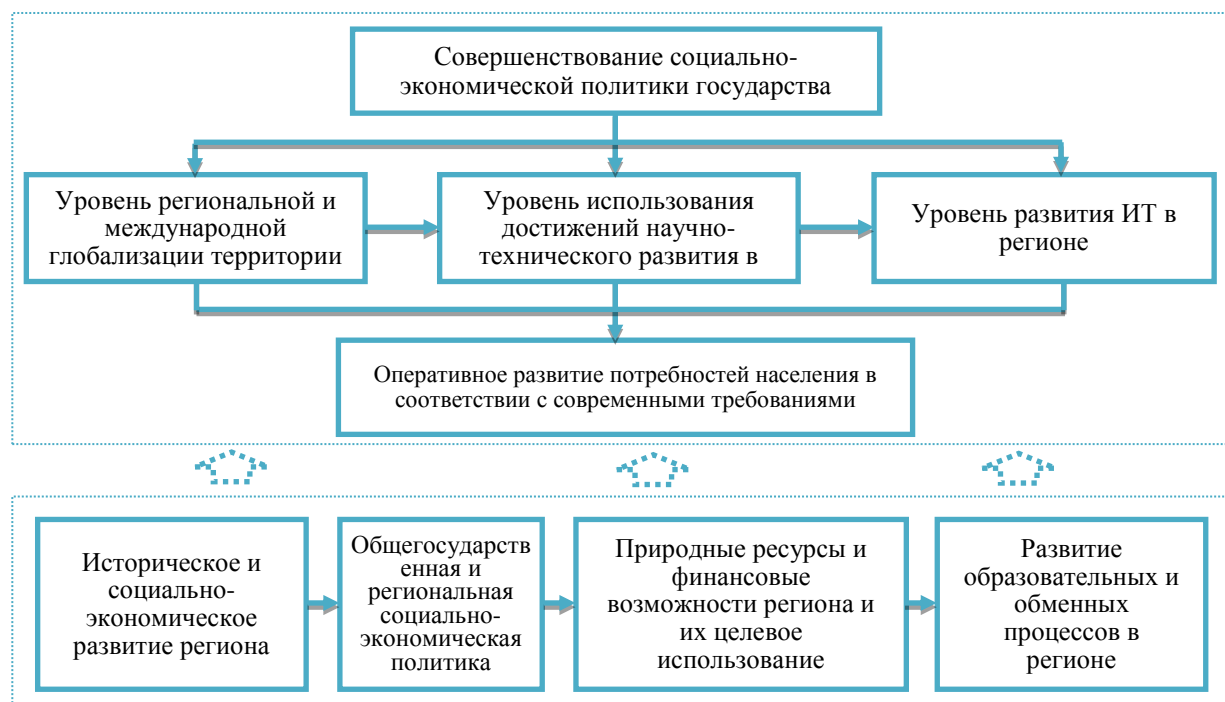 Совершенствование социально-
экономической политики государства
Уровень региональной и
международной
глобализации территории
Уровень использования
достижений научно-
технического развития в
Уровень развития ИТ в
регионе
Оперативное развитие потребностей населения в
соответствии с современными требованиями
Историческое и
социально-
экономическое
развитие региона
Общегосударств
енная и
региональная
социально-
экономическая
политика
Природные ресурсы и
финансовые
возможности региона и
их целевое
использование
Развитие
образовательных и
обменных
процессов в
регионе